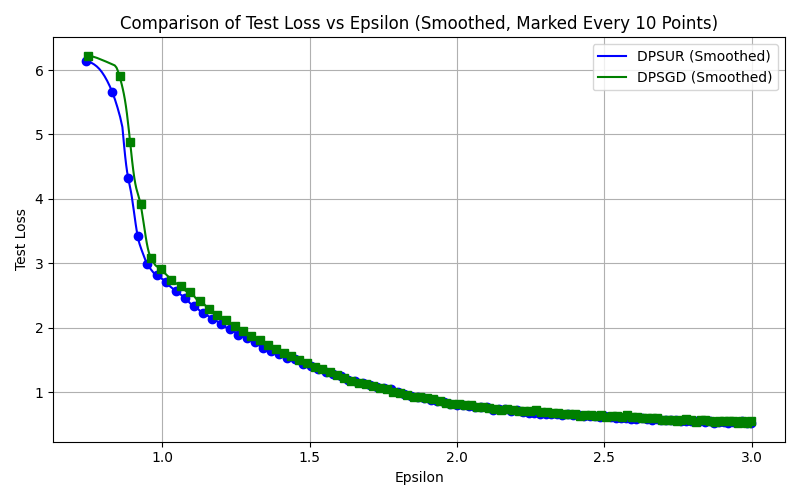 Comparison of Test Loss vs Epsilon (Smoothed, Marked Every 10 Points)
DPSUR (Smoothed)
DPSGD (Smoothed)
Test Loss
6
5
4
3
2
1
1.0 1.5 2.0 2.5 3.0
Epsilon